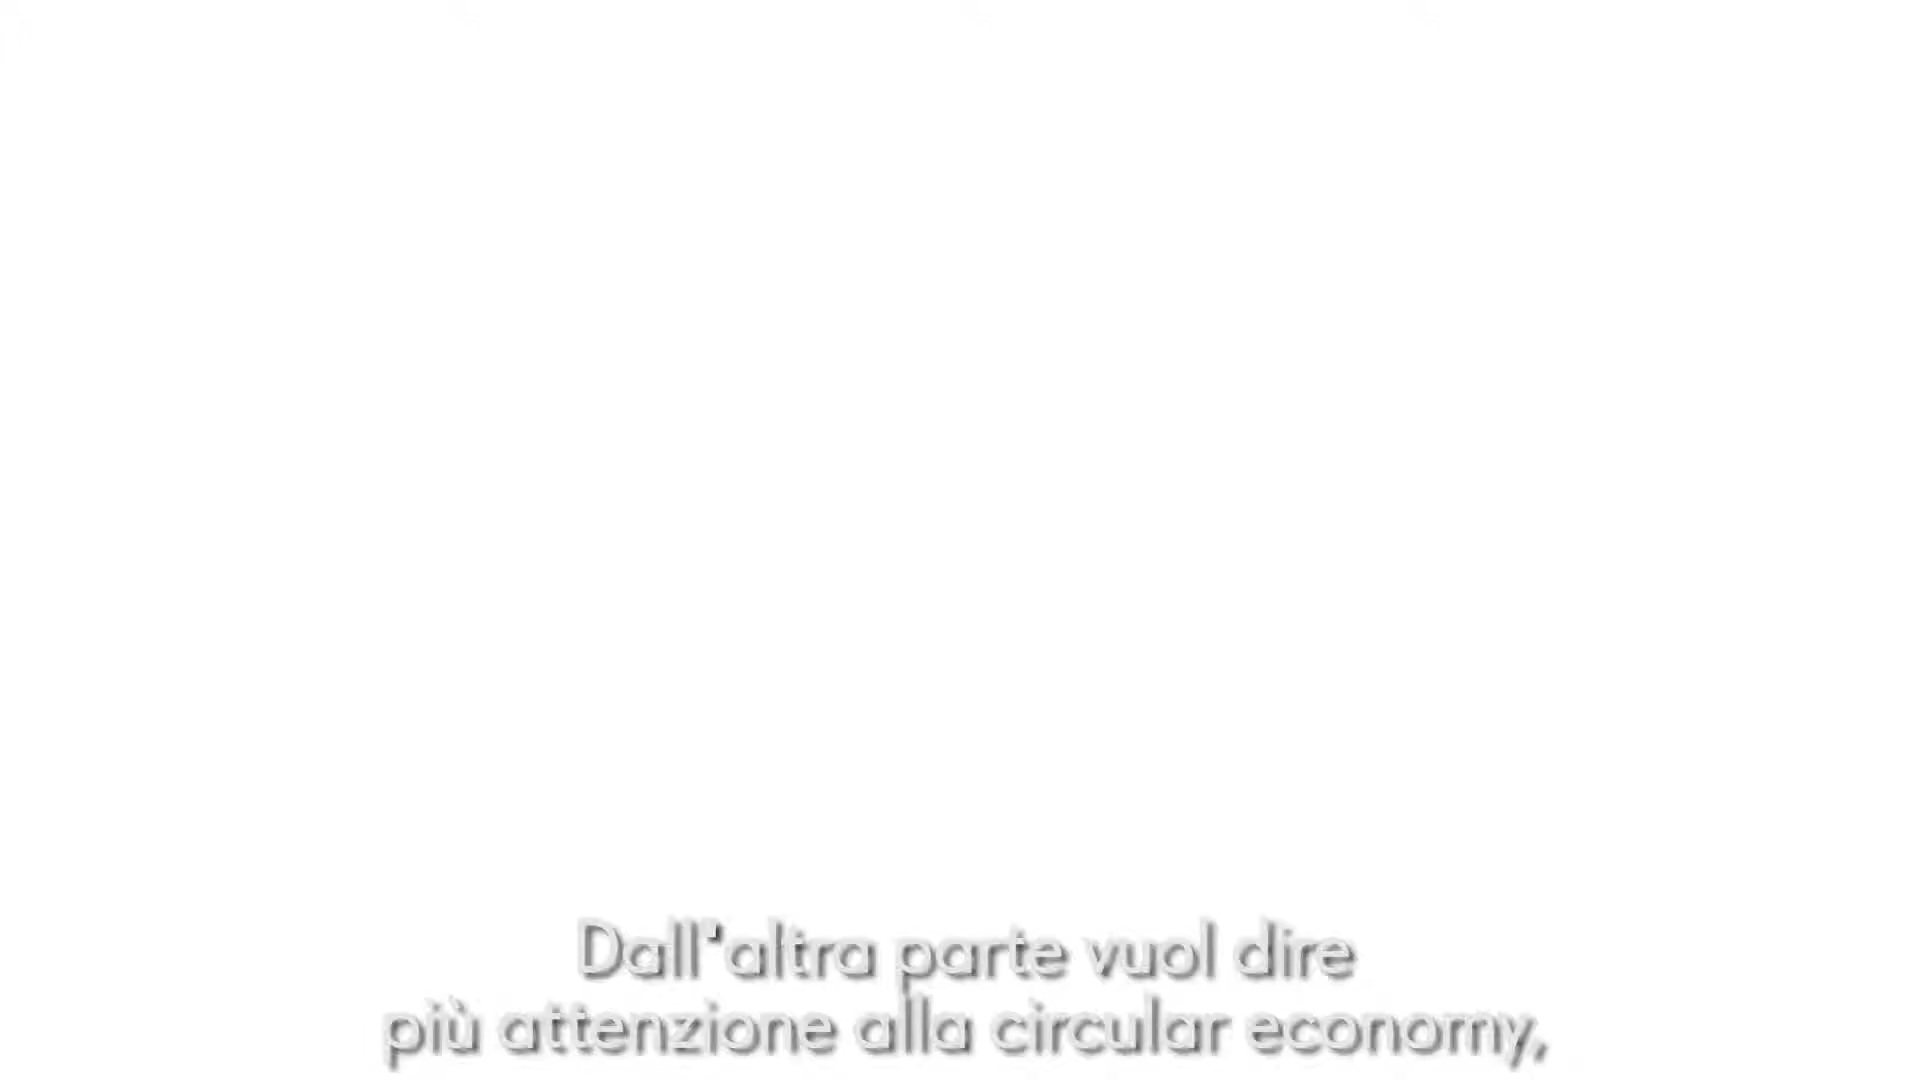 Dall'altra parte vuol dire
più attenzione alla circular economy,